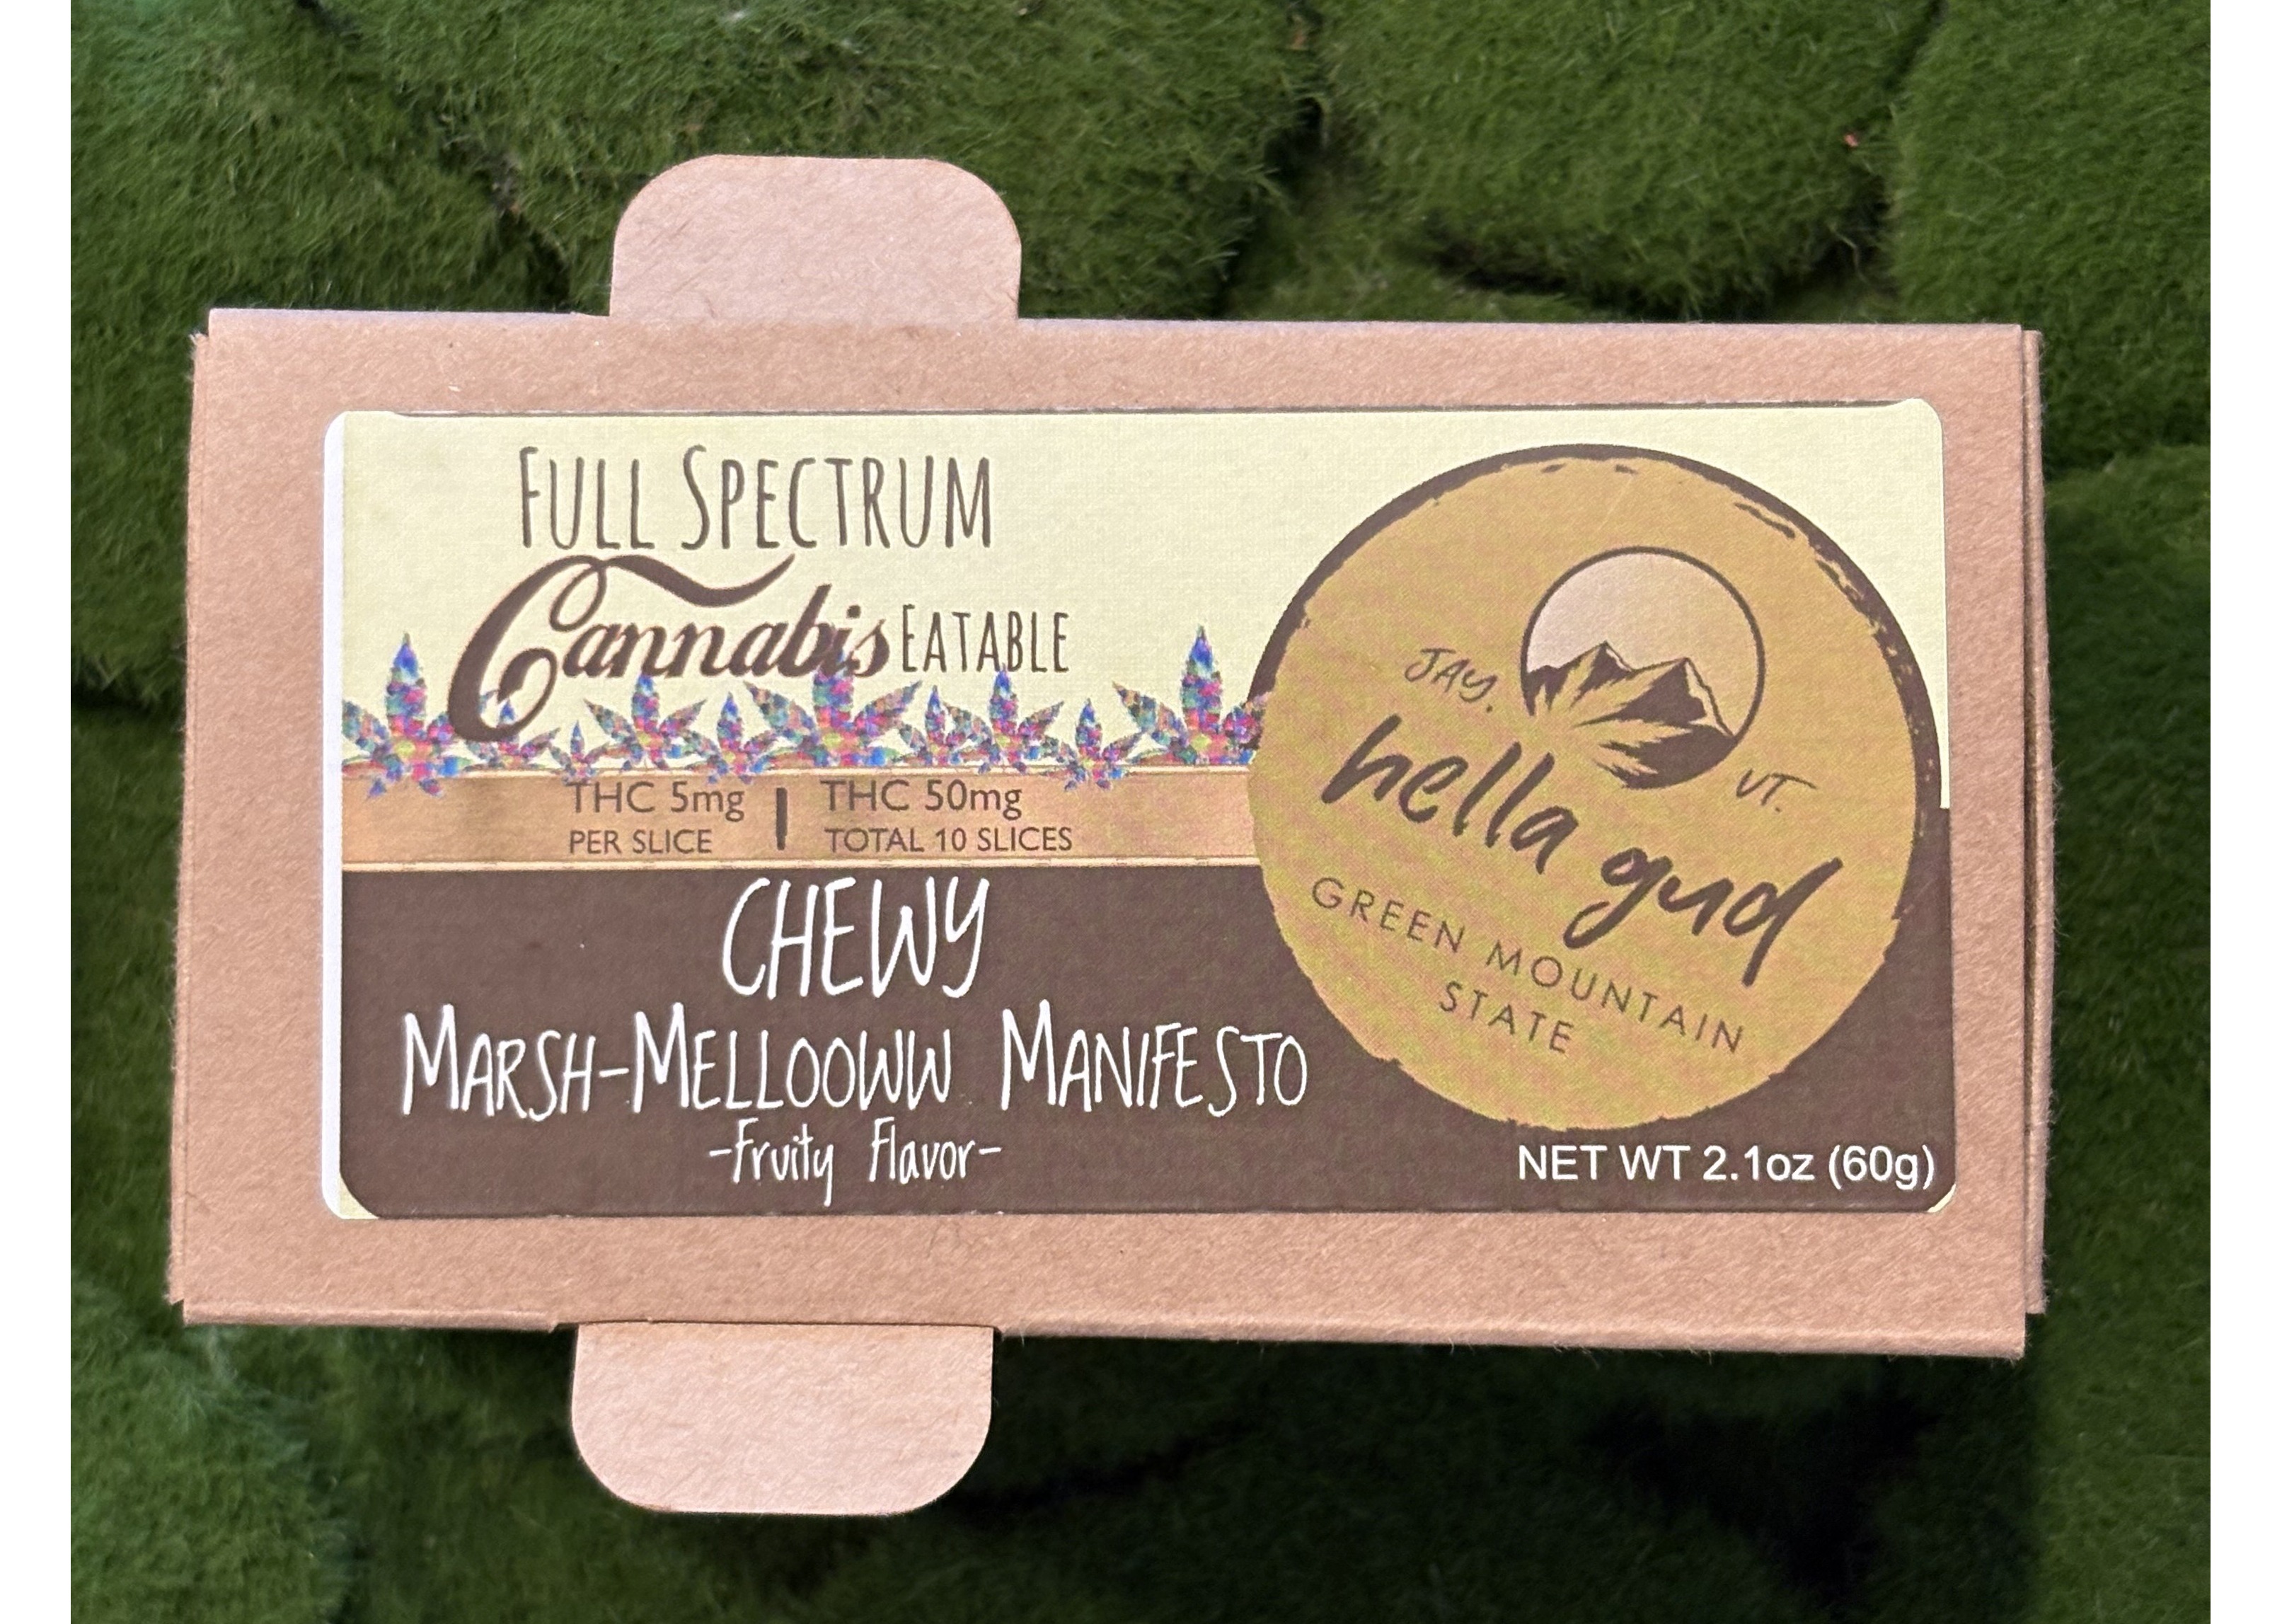 FULL SPECTRUM
Cannabis EATABLE
THC 5mg | THC 50mg
PER SLICE TOTAL 10 SLICES
CHEWY
MARSH-MELLOOWW MANIFESTO
-Fruity Flavor-
JAY.
VT.
hella gud
GREEN MOUNTAIN
STATE
NET WT 2.1oz (60g)